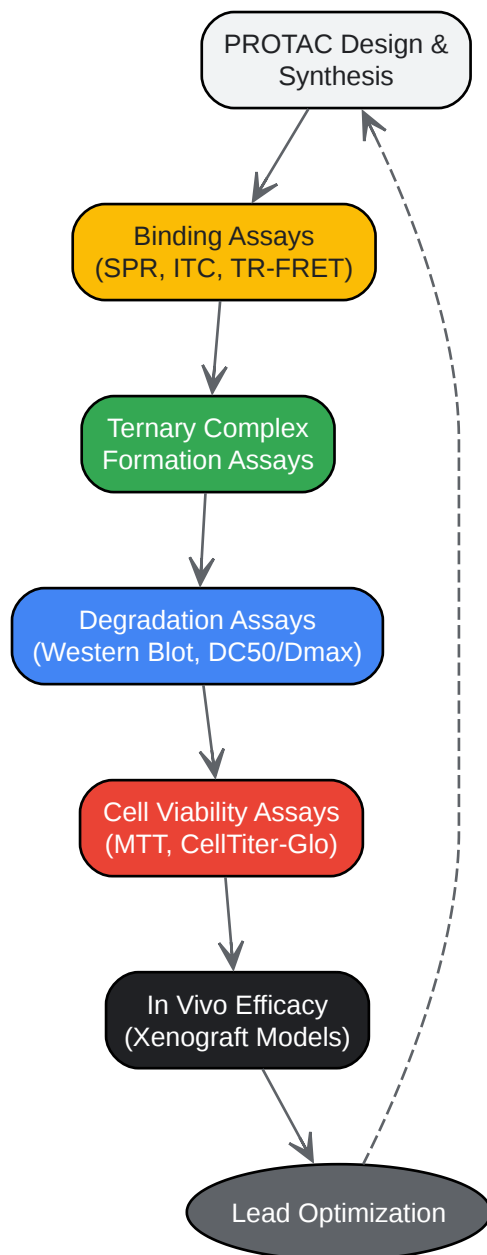 PROTAC Design &
Synthesis
Binding Assays
(SPR, ITC, TR-FRET)
Ternary Complex
Formation Assays
Degradation Assays
(Western Blot, DC50/Dmax)
Cell Viability Assays
(MTT, CellTiter-Glo)
In Vivo Efficacy
(Xenograft Models)
Lead Optimization